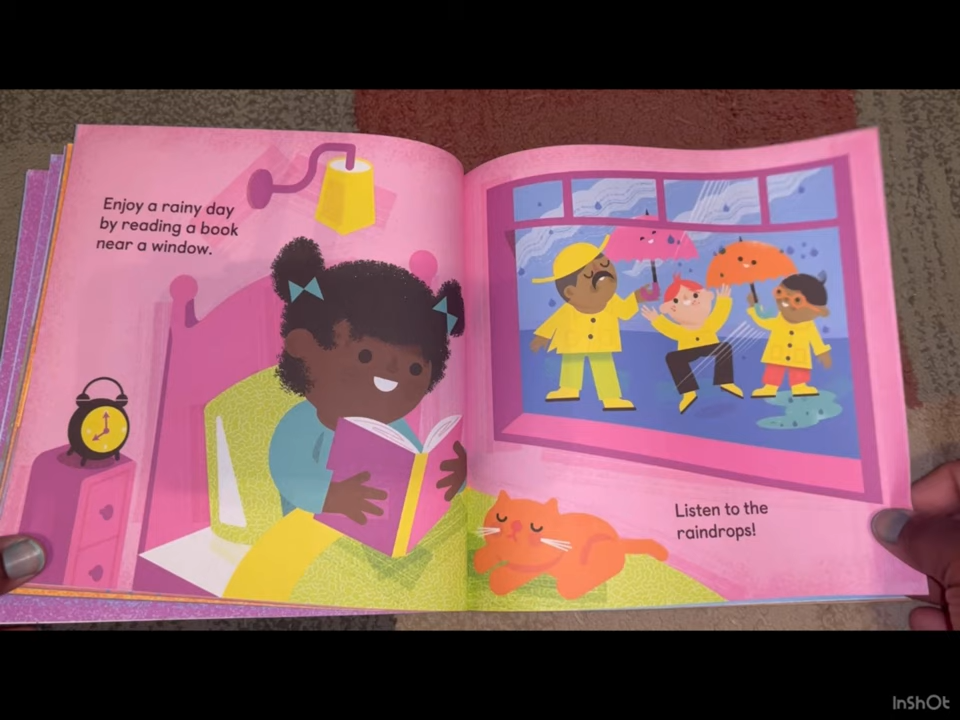 Enjoy a rainy day
by reading a book
near a window.
Listen to the
raindrops!
InShOt